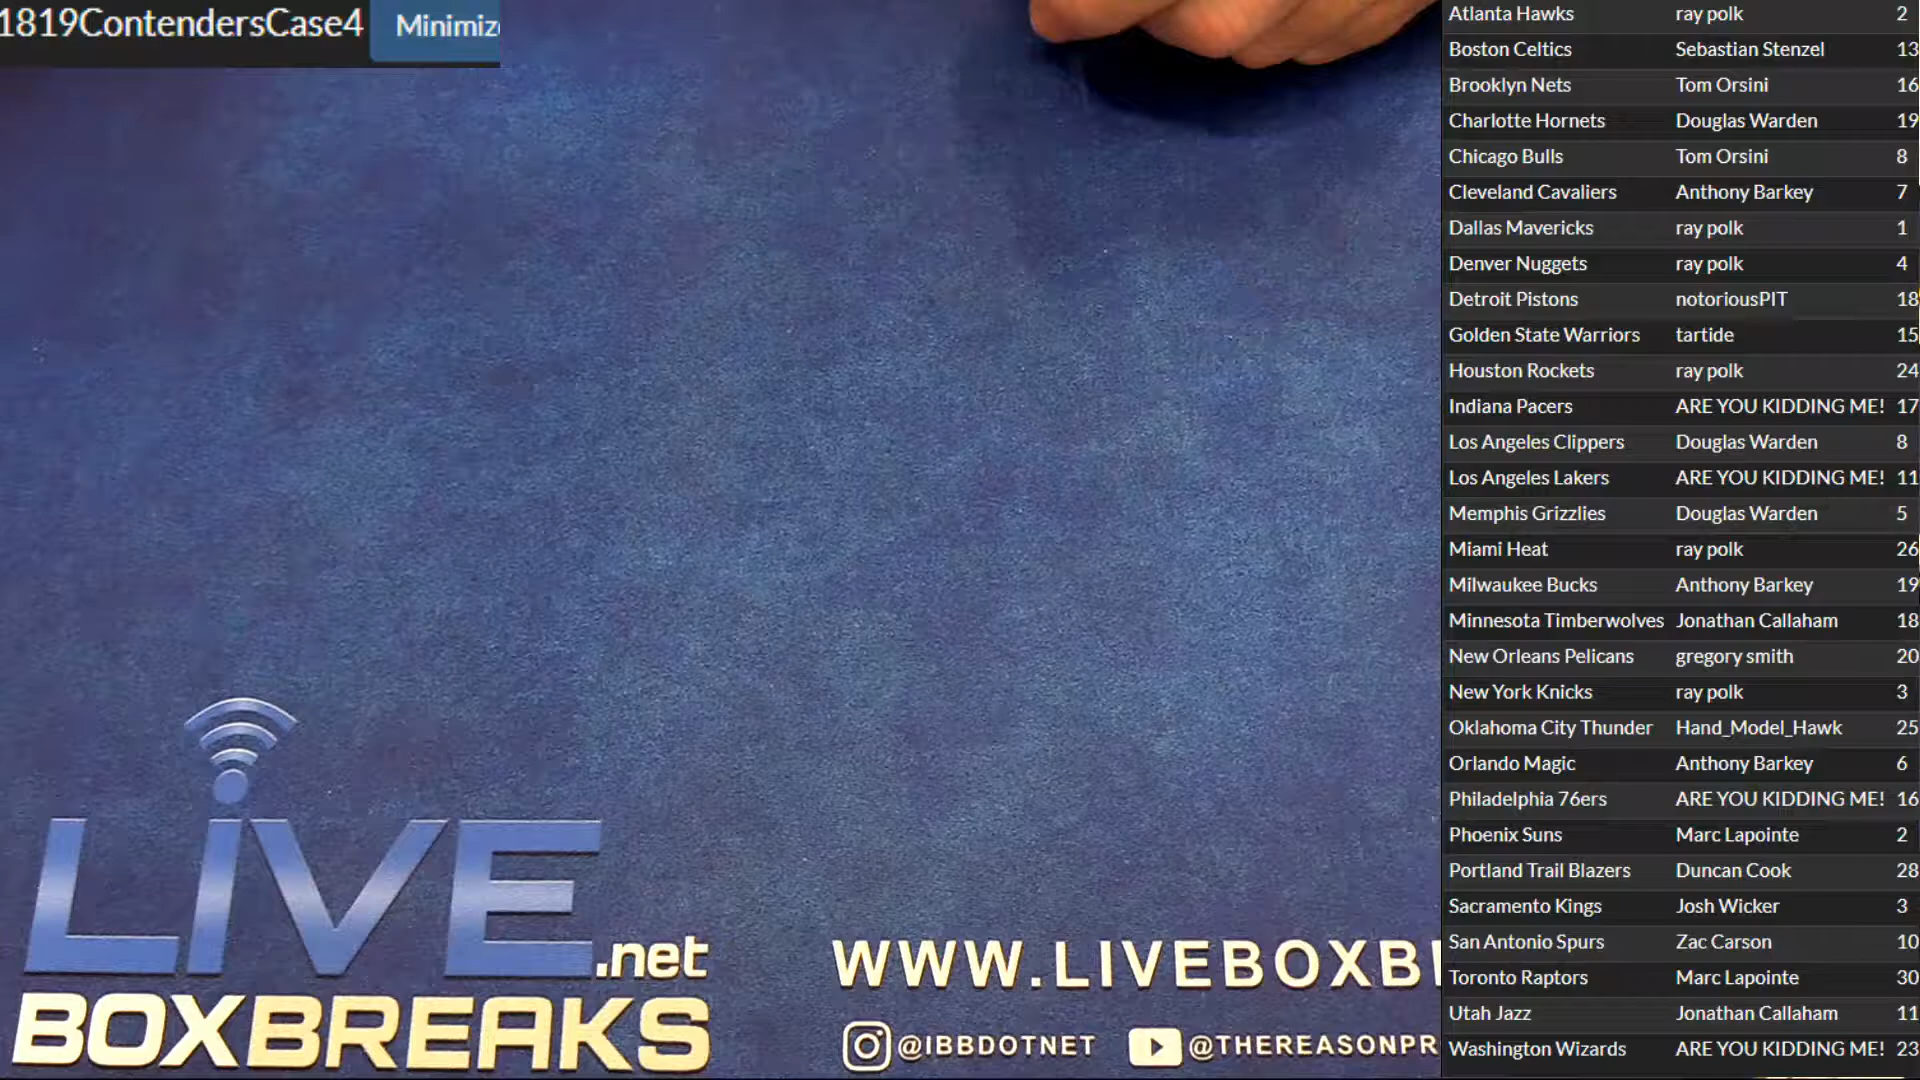 1819ContendersCase4 Minimiz
Atlanta Hawks ray polk 2
Boston Celtics Sebastian Stenzel 13
Brooklyn Nets Tom Orsini 16
Charlotte Hornets Douglas Warden 19
Chicago Bulls Tom Orsini 8
Cleveland Cavaliers Anthony Barkey 7
Dallas Mavericks ray polk 1
Denver Nuggets ray polk 4
Detroit Pistons notoriousPIT 18
Golden State Warriors tartide 15
Houston Rockets ray polk 24
Indiana Pacers ARE YOU KIDDING ME! 17
Los Angeles Clippers Douglas Warden 8
Los Angeles Lakers ARE YOU KIDDING ME! 11
Memphis Grizzlies Douglas Warden 5
Miami Heat ray polk 26
Milwaukee Bucks Anthony Barkey 19
Minnesota Timberwolves Jonathan Callaham 18
New Orleans Pelicans gregory smith 20
New York Knicks ray polk 3
Oklahoma City Thunder Hand_Model_Hawk 25
Orlando Magic Anthony Barkey 6
Philadelphia 76ers ARE YOU KIDDING ME! 16
Phoenix Suns Marc Lapointe 2
Portland Trail Blazers Duncan Cook 28
Sacramento Kings Josh Wicker 3
San Antonio Spurs Zac Carson 10
Toronto Raptors Marc Lapointe 30
Utah Jazz Jonathan Callaham 11
Washington Wizards ARE YOU KIDDING ME! 23
LIVE.net
BOXBREAKS
WWW.LIVEBOXB
@IBBDOTNET @THEREASONPR